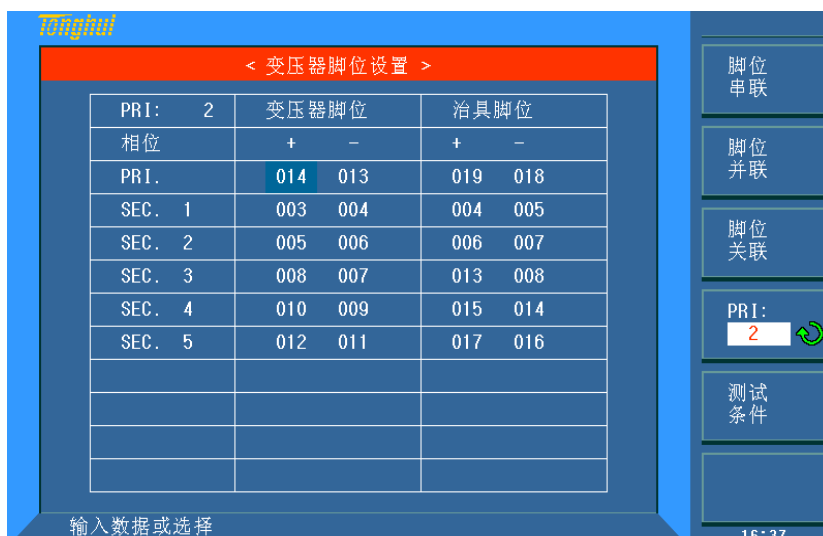 Tonghui
< 变压器脚位设置 >
PRI: 2 变压器脚位 治具脚位
相位 + - + -
PRI. 014 013 019 018
SEC. 1 003 004 004 005
SEC. 2 005 006 006 007
SEC. 3 008 007 013 008
SEC. 4 010 009 015 014
SEC. 5 012 011 017 016
输入数据或选择
脚位
串联
脚位
并联
脚位
关联
PRI:
2
测试
条件
16:37